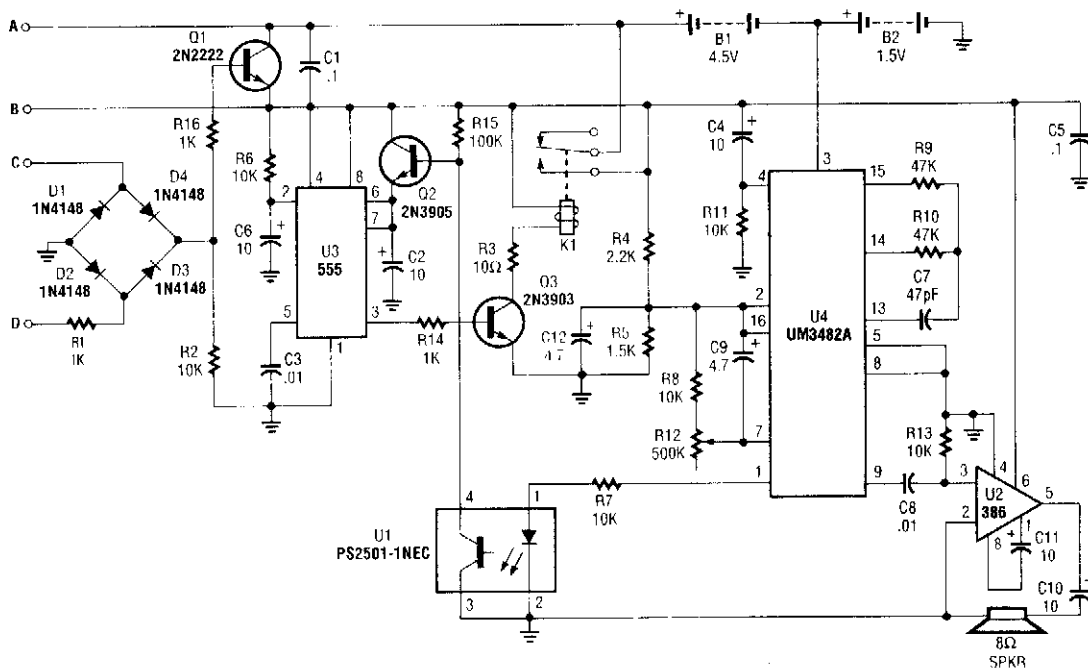 A
B
C
D
Q1
2N2222
C1
.1
B1
4.5V
B2
1.5V
R16
1K
R6
10K
D1
1N4148
D4
1N4148
D2
1N4148
D3
1N4148
R1
1K
R2
10K
C6
10
C3
.01
U3
555
2
4
8
6
7
5
3
1
Q2
2N3905
C2
10
R15
100K
R14
1K
R3
10Ω
Q3
2N3903
K1
R4
2.2K
C12
4.7
R5
1.5K
R8
10K
R12
500K
C9
4.7
C4
10
R11
10K
C5
.1
U4
UM3482A
3
4
2
16
7
1
15
14
13
5
8
9
R9
47K
R10
47K
C7
47pF
R13
10K
C8
.01
R7
10K
U1
PS2501-1NEC
4
1
3
2
U2
386
3
2
4
6
5
1
8
C11
10
C10
10
8Ω
SPKR